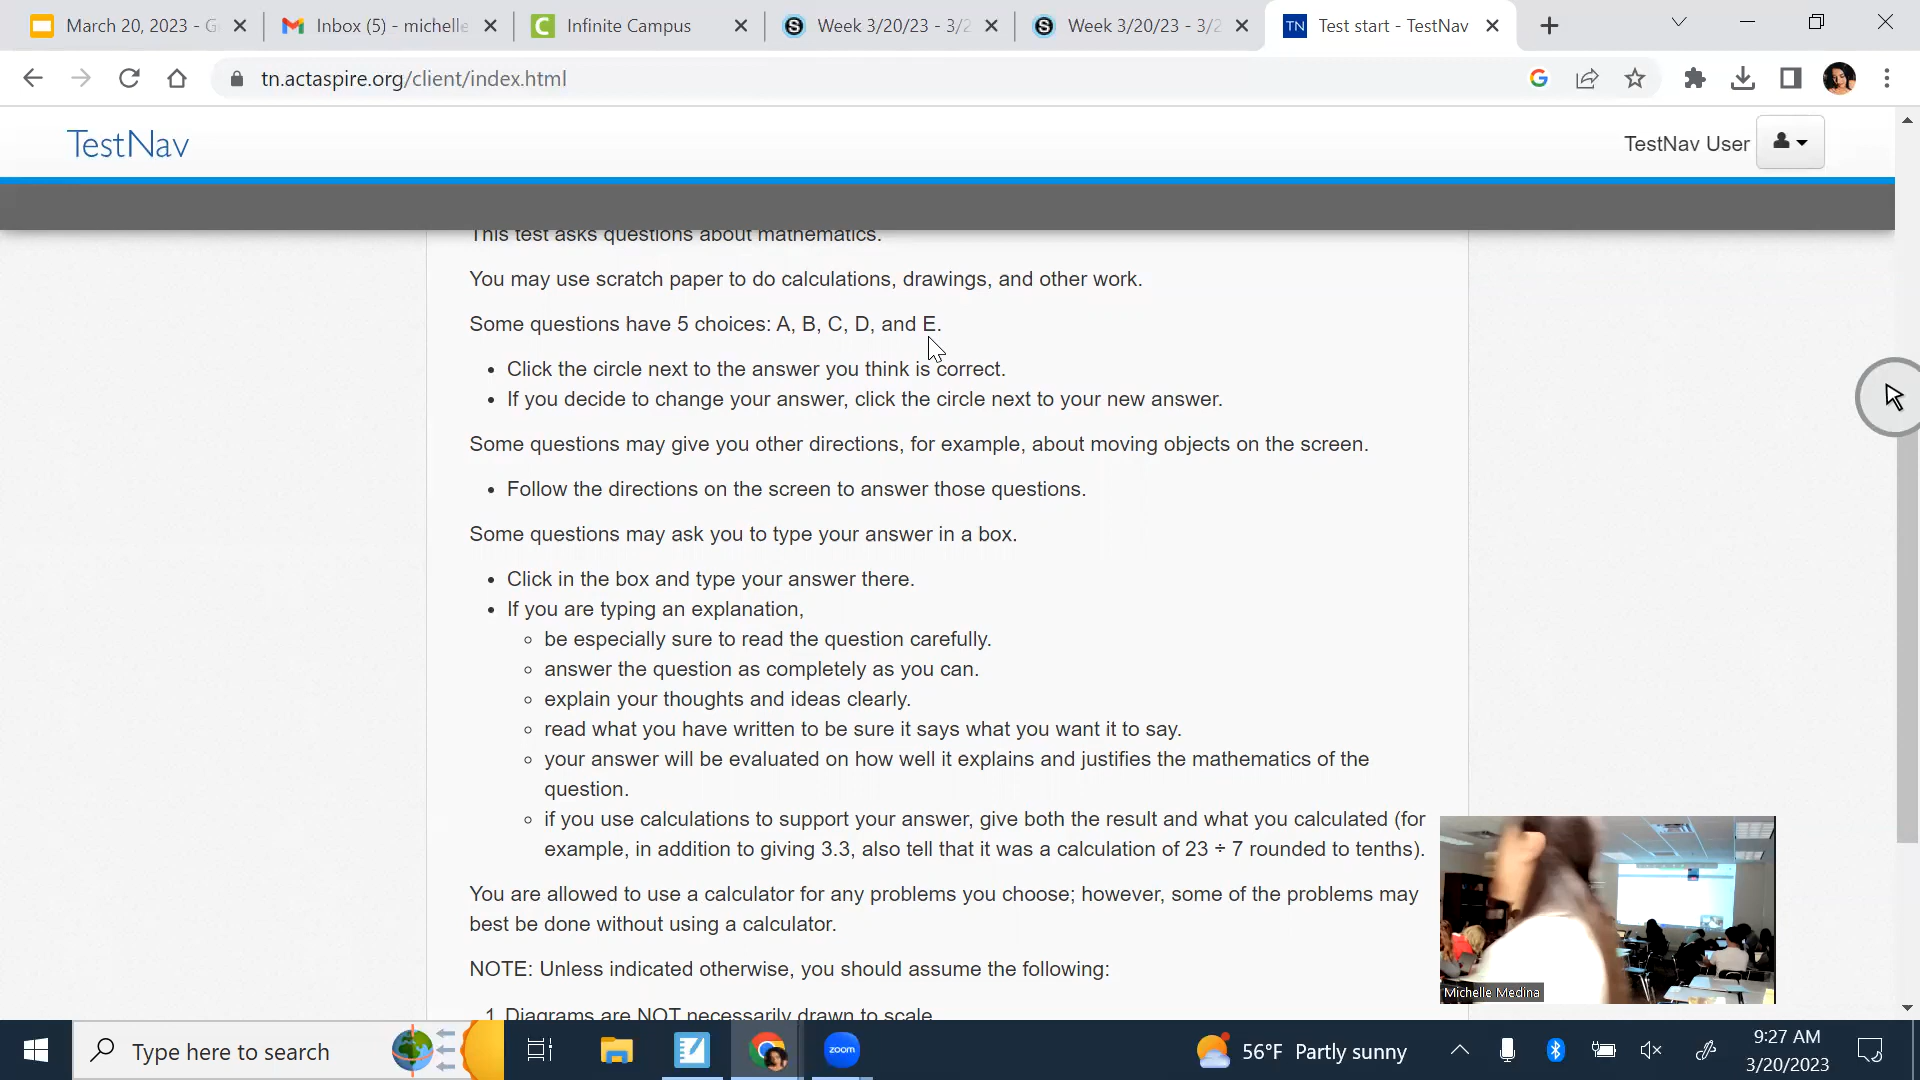 March 20, 2023 - G
Inbox (5) - michelle
Infinite Campus
Week 3/20/23 - 3/2
Week 3/20/23 - 3/2
TN Test start - TestNav
tn.actaspire.org/client/index.html
TestNav
TestNav User
This test asks questions about mathematics.
You may use scratch paper to do calculations, drawings, and other work.
Some questions have 5 choices: A, B, C, D, and E.
• Click the circle next to the answer you think is correct.
• If you decide to change your answer, click the circle next to your new answer.
Some questions may give you other directions, for example, about moving objects on the screen.
• Follow the directions on the screen to answer those questions.
Some questions may ask you to type your answer in a box.
• Click in the box and type your answer there.
• If you are typing an explanation,
◦ be especially sure to read the question carefully.
◦ answer the question as completely as you can.
◦ explain your thoughts and ideas clearly.
◦ read what you have written to be sure it says what you want it to say.
◦ your answer will be evaluated on how well it explains and justifies the mathematics of the
question.
◦ if you use calculations to support your answer, give both the result and what you calculated (for
example, in addition to giving 3.3, also tell that it was a calculation of 23 ÷ 7 rounded to tenths).
You are allowed to use a calculator for any problems you choose; however, some of the problems may
best be done without using a calculator.
NOTE: Unless indicated otherwise, you should assume the following:
1. Diagrams are NOT necessarily drawn to scale.
Michelle Medina
Type here to search
zoom
56°F Partly sunny
9:27 AM
3/20/2023